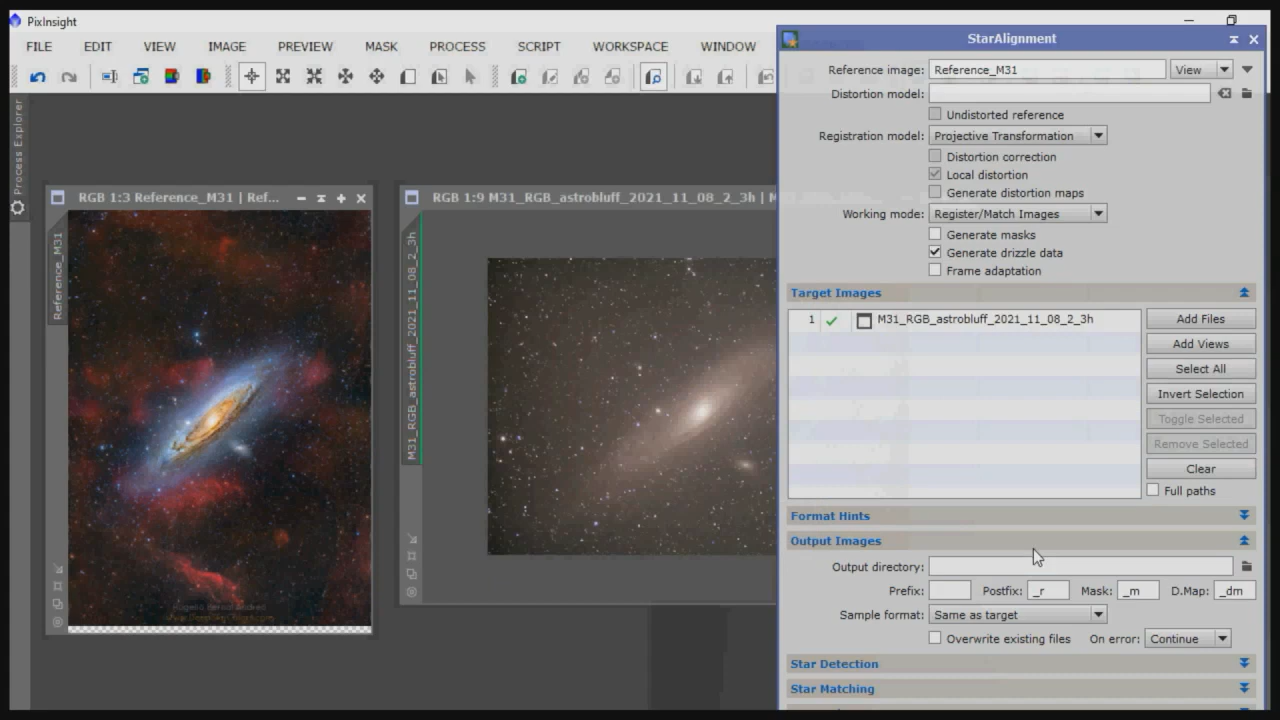 PixInsight
FILE EDIT VIEW IMAGE PREVIEW MASK PROCESS SCRIPT WORKSPACE WINDOW
Process Explorer
RGB 1:3 Reference_M31 | Ref...
Reference_M31
RGB 1:9 M31_RGB_astrobluff_2021_11_08_2_3h | M
M31_RGB_astrobluff_2021_11_08_2_3h
StarAlignment
Reference image: Reference_M31 View
Distortion model:
Undistorted reference
Registration model: Projective Transformation
Distortion correction
Local distortion
Generate distortion maps
Working mode: Register/Match Images
Generate masks
Generate drizzle data
Frame adaptation
Target Images
1 M31_RGB_astrobluff_2021_11_08_2_3h
Add Files
Add Views
Select All
Invert Selection
Toggle Selected
Remove Selected
Clear
Full paths
Format Hints
Output Images
Output directory:
Prefix: Postfix: _r Mask: _m D.Map: _dm
Sample format: Same as target
Overwrite existing files On error: Continue
Star Detection
Star Matching